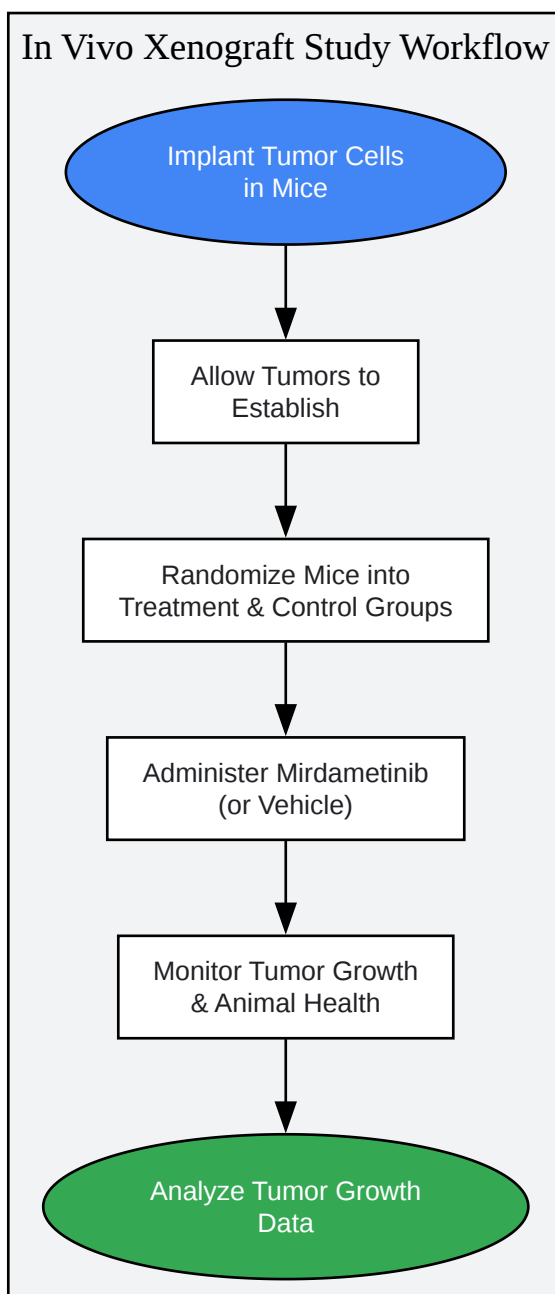 In Vivo Xenograft Study Workflow
Implant Tumor Cells
in Mice
Allow Tumors to
Establish
Randomize Mice into
Treatment & Control Groups
Administer Mirdametinib
(or Vehicle)
Monitor Tumor Growth
& Animal Health
Analyze Tumor Growth
Data